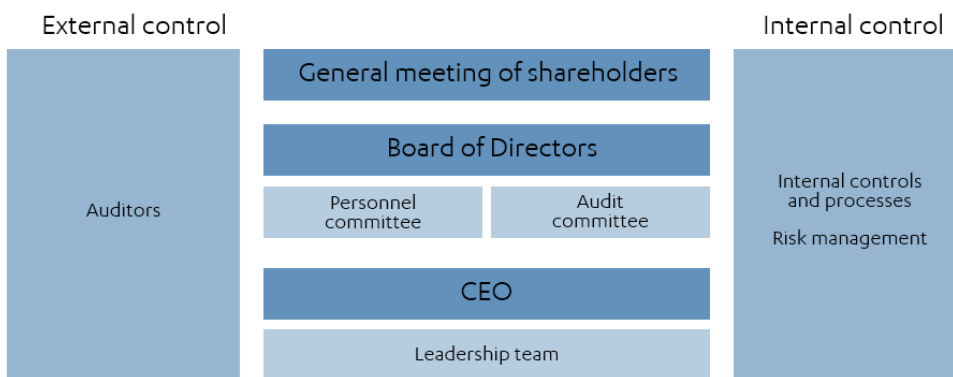 External control
Internal control
General meeting of shareholders
Board of Directors
Auditors
Personnel
committee
Audit
committee
Internal controls
and processes
Risk management
CEO
Leadership team